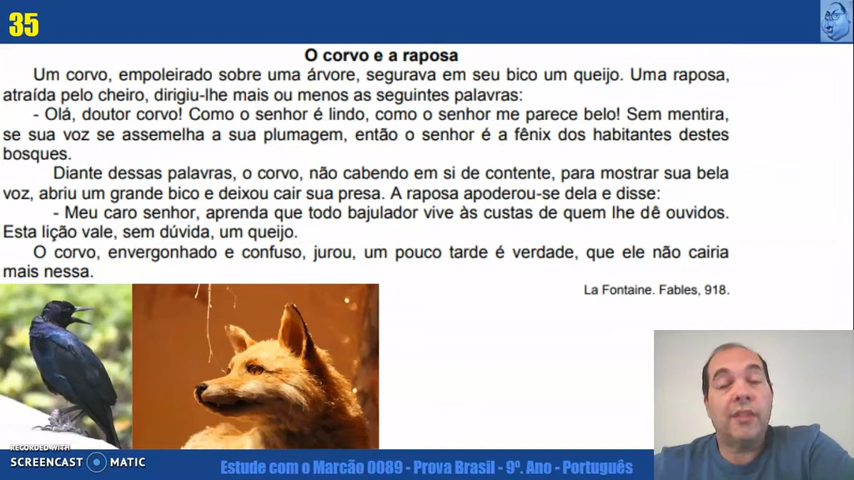 35
O corvo e a raposa
Um corvo, empoleirado sobre uma árvore, segurava em seu bico um queijo. Uma raposa,
atraída pelo cheiro, dirigiu-lhe mais ou menos as seguintes palavras:
- Olá, doutor corvo! Como o senhor é lindo, como o senhor me parece belo! Sem mentira,
se sua voz se assemelha a sua plumagem, então o senhor é a fênix dos habitantes destes
bosques.
Diante dessas palavras, o corvo, não cabendo em si de contente, para mostrar sua bela
voz, abriu um grande bico e deixou cair sua presa. A raposa apoderou-se dela e disse:
- Meu caro senhor, aprenda que todo bajulador vive às custas de quem lhe dê ouvidos.
Esta lição vale, sem dúvida, um queijo.
O corvo, envergonhado e confuso, jurou, um pouco tarde é verdade, que ele não cairia
mais nessa.
La Fontaine. Fables, 918.
RECORDED WITH
SCREENCAST MATIC
Estude com o Marcão 0089 - Prova Brasil - 9º. Ano - Português